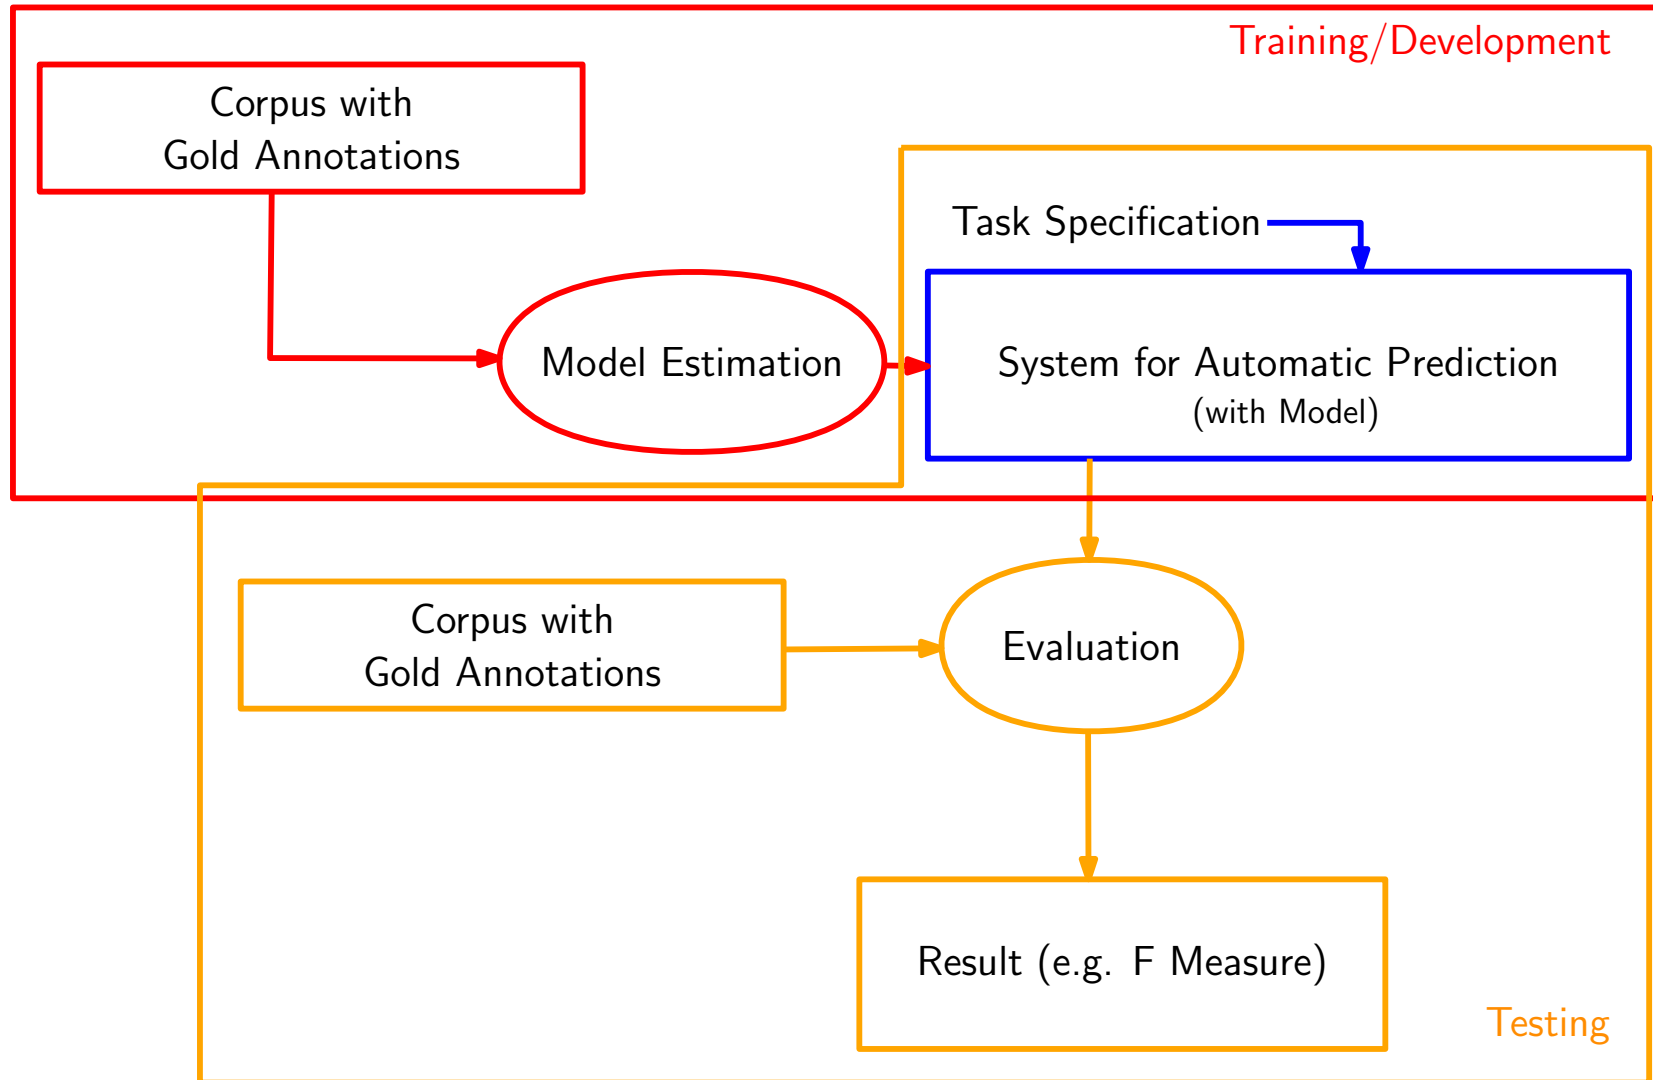 Training/Development
Corpus with
Gold Annotations
Task Specification
Model Estimation
System for Automatic Prediction
(with Model)
Corpus with
Gold Annotations
Evaluation
Result (e.g. F Measure)
Testing